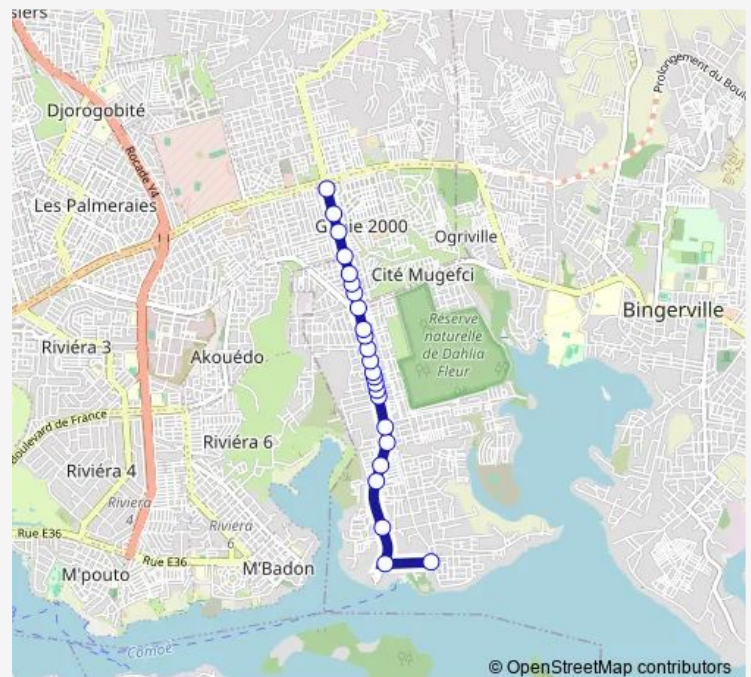 siers
Djorogobité
Prolongement du Boul
Rocade Y4
Les Palmeraies
Ogriville
Cité Mugefci
Bingerville
Réserve
naturelle
de Dahlia
Fleur
Riviéra 3
Akouédo
Boulevard de France
Riviéra 6
Riviéra 4
Riviera
4
Riviera
6
Rue E36
Rue E36
M'pouto
M'Badon
Comoé
© OpenStreetMap contributors